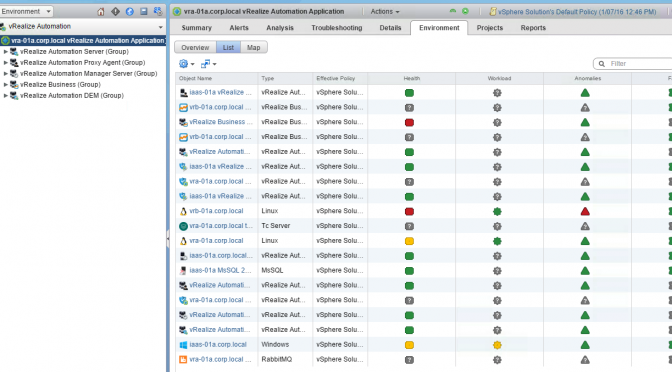 Environment
vRealize Automation
vra-01a.corp.local vRealize Automation Application
vRealize Automation Server (Group)
vRealize Automation Proxy Agent (Group)
vRealize Automation Manager Server (Group)
vRealize Business (Group)
vRealize Automation DEM (Group)
vra-01a.corp.local vRealize Automation Application
Actions
vSphere Solution's Default Policy (1/07/16 12:46 PM)
Summary Alerts Analysis Troubleshooting Details Environment Projects Reports
Overview List Map
Filter
Object Name Type Effective Policy Health Workload Anomalies
iaas-01a vRealize ... vRealize Aut... vSphere Solu...
vrb-01a.corp.local ... vRealize Bus... vSphere Solu...
vRealize Business ... vRealize Bus... vSphere Solu...
vrb-01a.corp.local ... vRealize Bus... vSphere Solu...
vRealize Automati... vRealize Aut... vSphere Solu...
iaas-01a vRealize ... vRealize Aut... vSphere Solu...
vra-01a.corp.local ... vRealize Aut... vSphere Solu...
iaas-01a vRealize ... vRealize Aut... vSphere Solu...
vrb-01a.corp.local Linux vSphere Solu...
vra-01a.corp.local t... Tc Server vSphere Solu...
vra-01a.corp.local Linux vSphere Solu...
iaas-01a.corp.local... vRealize Aut... vSphere Solu...
iaas-01a MsSQL 2... MsSQL vSphere Solu...
vRealize Automati... vRealize Aut... vSphere Solu...
vra-01a.corp.local ... vRealize Aut... vSphere Solu...
vRealize Automati... vRealize Aut... vSphere Solu...
vRealize Automati... vRealize Aut... vSphere Solu...
iaas-01a.corp.local Windows vSphere Solu...
vra-01a.corp.local ... RabbitMQ vSphere Solu...